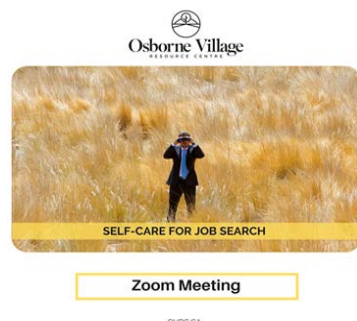 Osborne Village
RESOURCE CENTRE
SELF-CARE FOR JOB SEARCH
Zoom Meeting